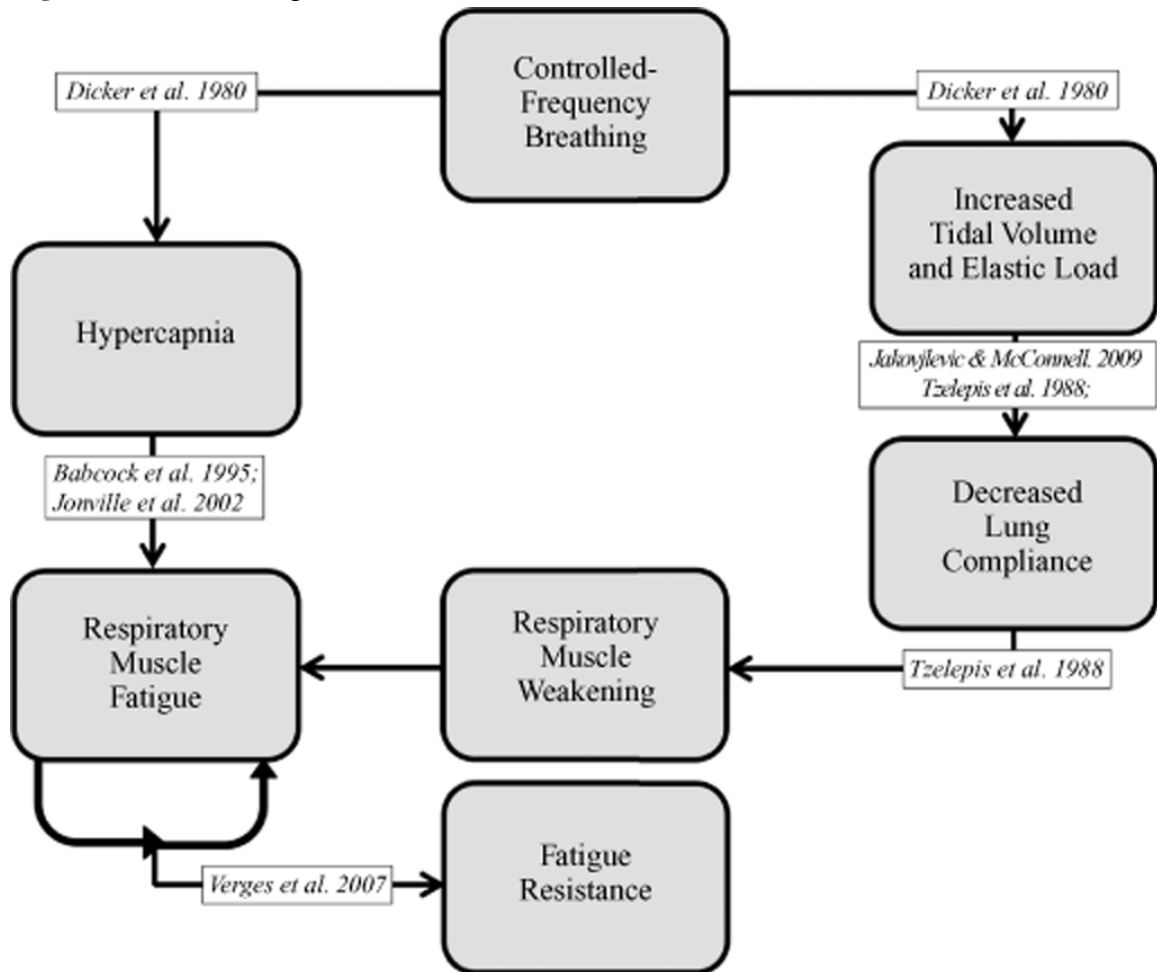 Controlled-
Frequency
Breathing
Dicker et al. 1980
Dicker et al. 1980
Increased
Tidal Volume
and Elastic Load
Hypercapnia
Jakovjlevic & McConnell. 2009
Tzelepis et al. 1988;
Babcock et al. 1995;
Jonville et al. 2002
Decreased
Lung
Compliance
Respiratory
Muscle
Fatigue
Respiratory
Muscle
Weakening
Tzelepis et al. 1988
Verges et al. 2007
Fatigue
Resistance